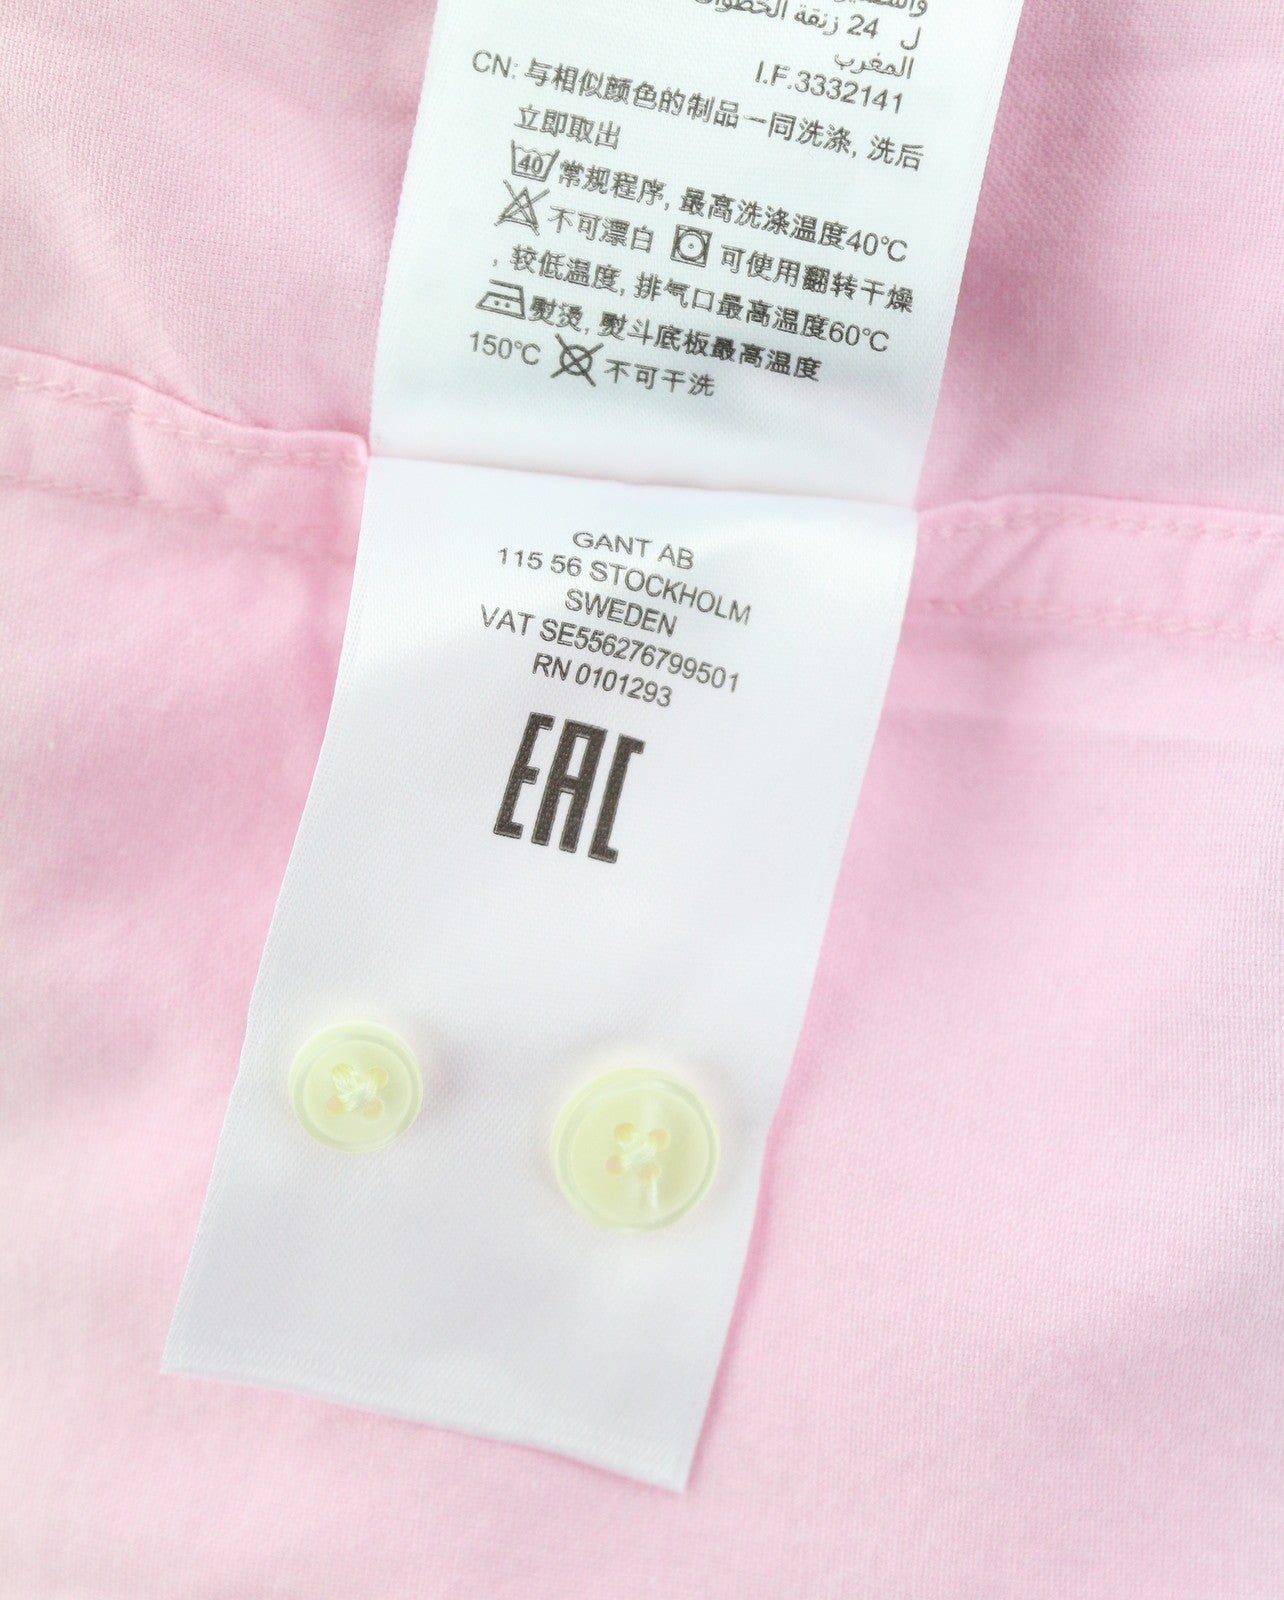 ل 24 زنقة
المغرب
I.F.3332141
CN: 与相似颜色的制品一同洗涤, 洗后
立即取出
40 常规程序, 最高洗涤温度40℃
不可漂白 可使用翻转干燥
, 较低温度, 排气口最高温度60℃
熨烫, 熨斗底板最高温度
150℃ 不可干洗
GANT AB
115 56 STOCKHOLM
SWEDEN
VAT SE556276799501
RN 0101293
EAC